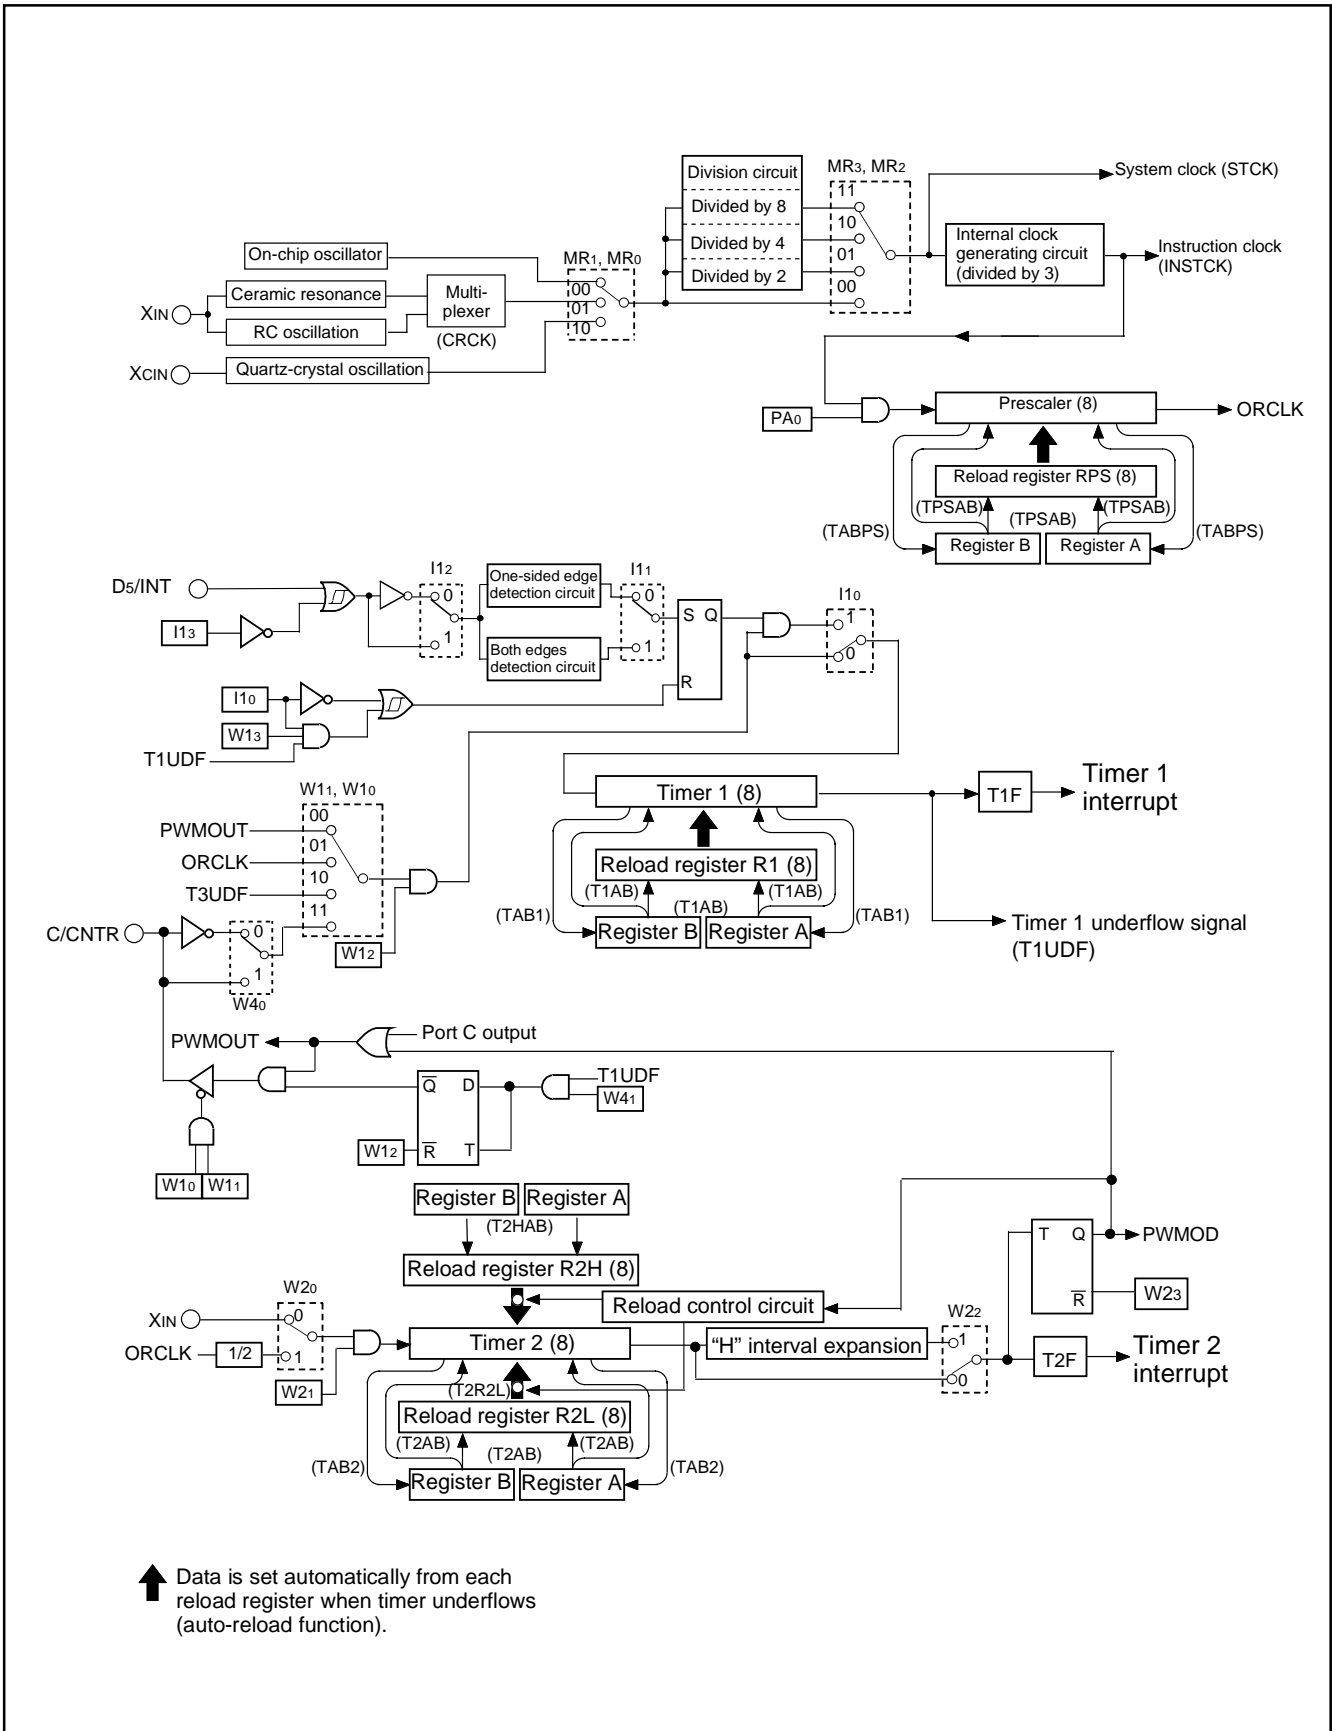 Division circuit
MR3, MR2
System clock (STCK)
11
Divided by 8
10
Divided by 4
01
Divided by 2
00
Internal clock
generating circuit
(divided by 3)
Instruction clock
(INSTCK)
On-chip oscillator
MR1, MR0
Ceramic resonance
Multi-
plexer
00
01
10
XIN
RC oscillation
(CRCK)
XCIN
Quartz-crystal oscillation
PA0
Prescaler (8)
ORCLK
Reload register RPS (8)
(TPSAB)
(TPSAB)
(TPSAB)
(TABPS)
(TABPS)
Register B
Register A
D5/INT
I12
One-sided edge
detection circuit
I11
I10
0
0
S Q
1
I13
1
Both edges
detection circuit
1
0
R
I10
W13
T1UDF
W11, W10
Timer 1 (8)
T1F
Timer 1
interrupt
00
PWMOUT
01
ORCLK
10
T3UDF
11
Reload register R1 (8)
(T1AB)
(T1AB)
(T1AB)
(TAB1)
(TAB1)
Register B
Register A
Timer 1 underflow signal
(T1UDF)
C/CNTR
0
1
W40
W12
PWMOUT
Port C output
Q D
T1UDF
W41
W12
R T
W10
W11
Register B
Register A
(T2HAB)
T Q
PWMOD
Reload register R2H (8)
W20
Reload control circuit
R
W23
W22
XIN
0
ORCLK
1/2
1
Timer 2 (8)
“H” interval expansion
1
0
T2F
Timer 2
interrupt
W21
(T2R2L)
Reload register R2L (8)
(T2AB)
(T2AB)
(T2AB)
(TAB2)
(TAB2)
Register B
Register A
Data is set automatically from each
reload register when timer underflows
(auto-reload function).